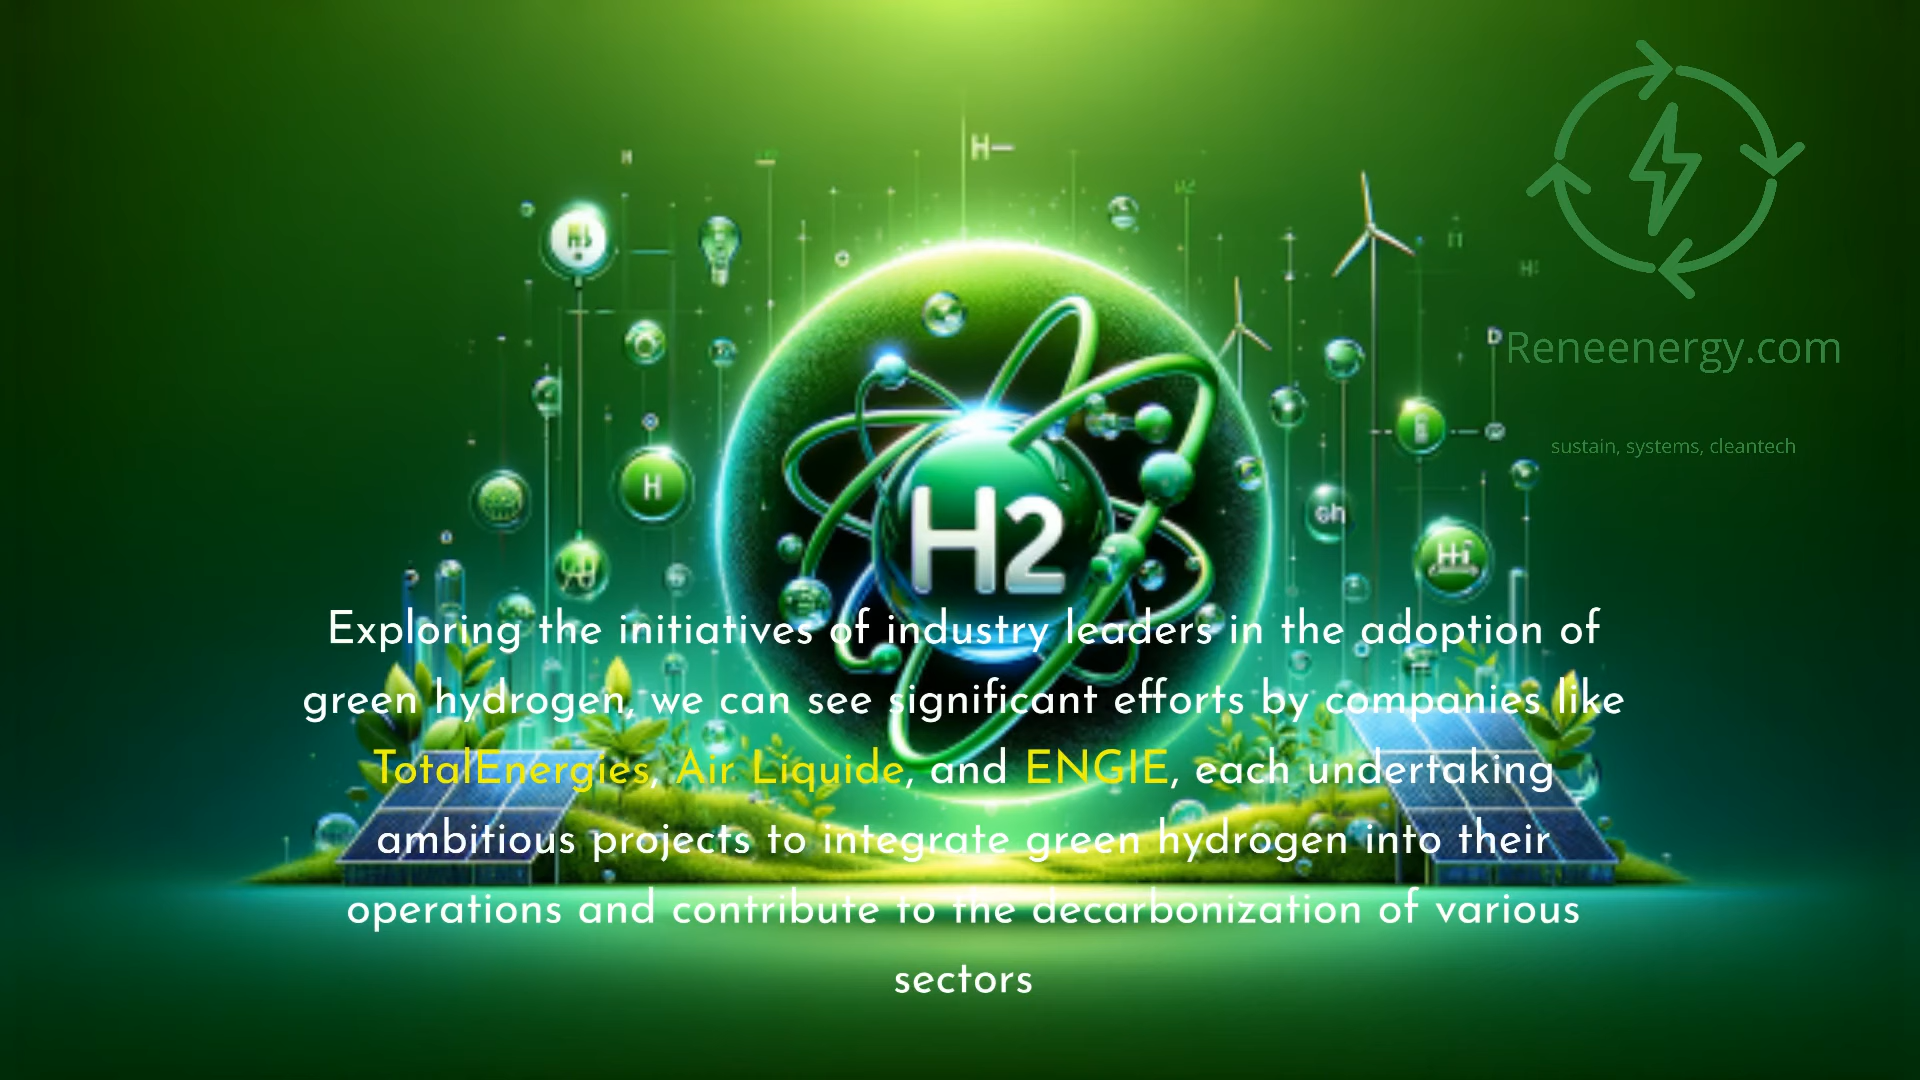 H
H
H2
Reneenergy.com
sustain, systems, cleantech
Exploring the initiatives of industry leaders in the adoption of
green hydrogen, we can see significant efforts by companies like
TotalEnergies, Air Liquide, and ENGIE, each undertaking
ambitious projects to integrate green hydrogen into their
operations and contribute to the decarbonization of various
sectors